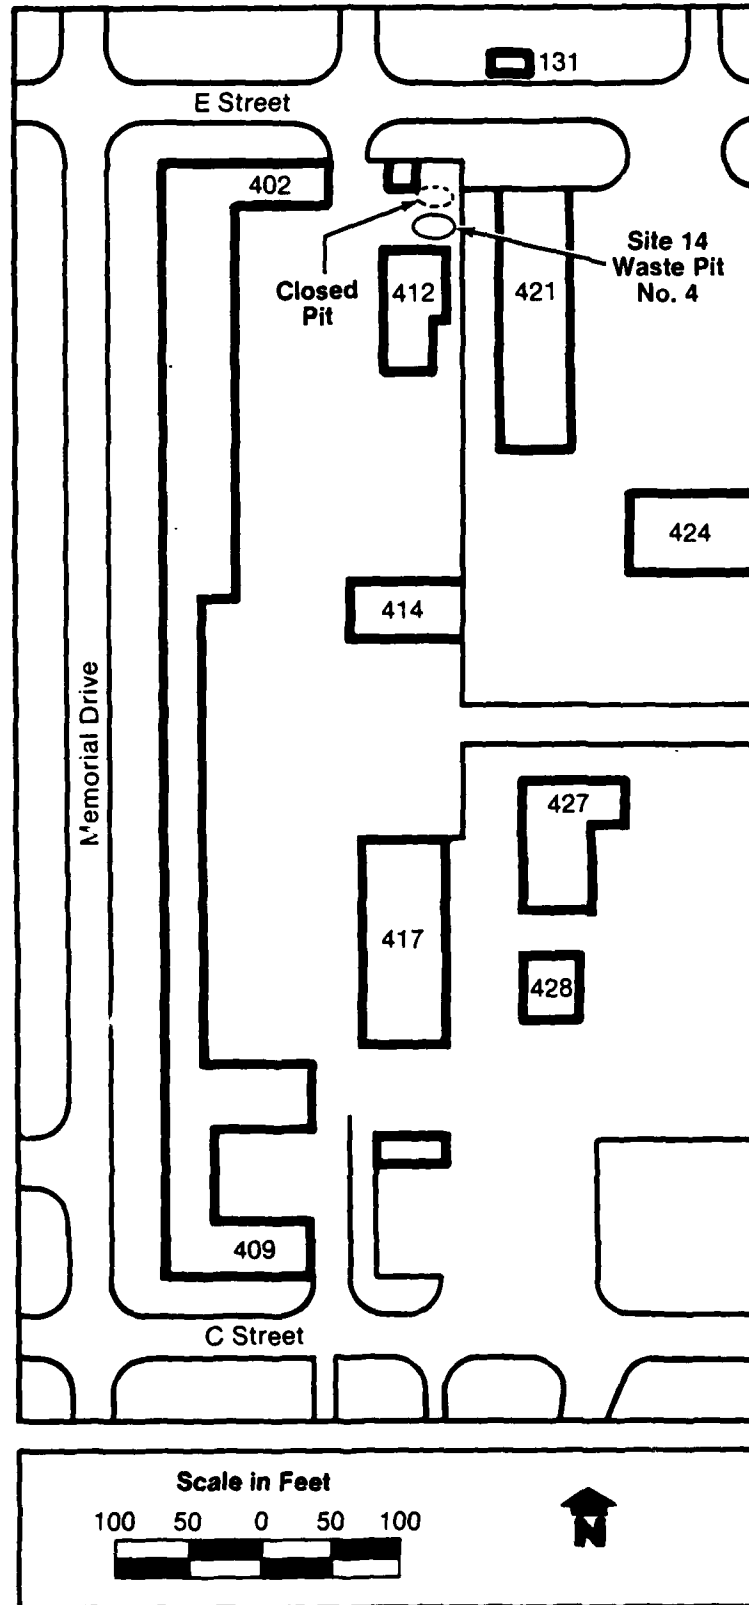 131
E Street
402
Site 14
Waste Pit
No. 4
Closed
Pit
412
421
424
414
Memorial Drive
427
417
428
409
C Street
Scale in Feet
100 50 0 50 100
N